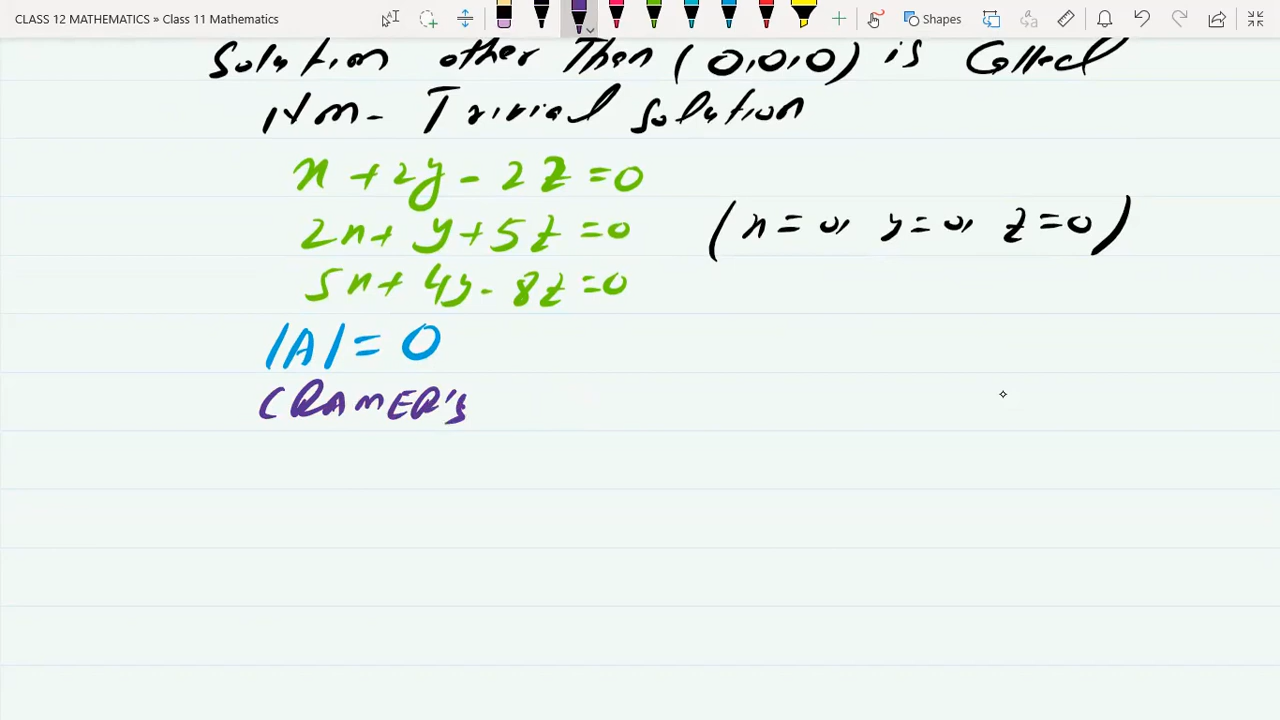 CLASS 12 MATHEMATICS » Class 11 Mathematics
Shapes
Solution other Than (0,0,0) is Called
Non- Trivial solution
x + 2y - 2z = 0
2x + y + 5z = 0
(x = 0, y = 0, z = 0)
5x + 4y - 8z = 0
|A| = 0
CRAMER'S